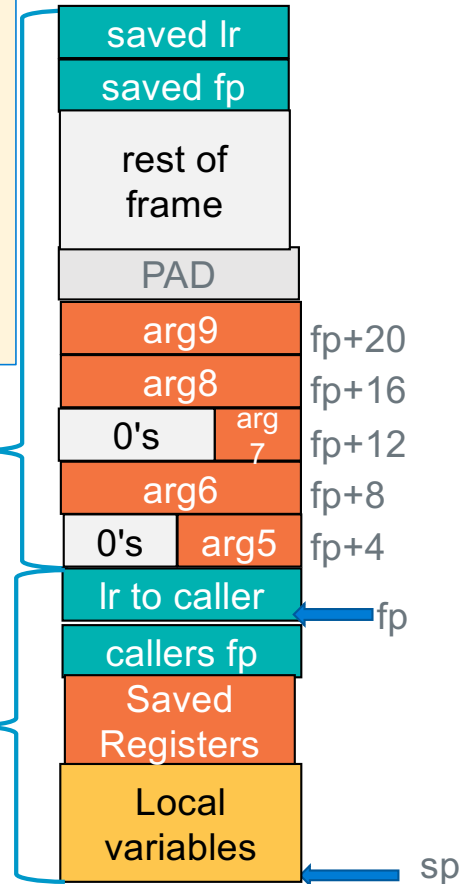 saved lr
saved fp
rest of
frame
PAD
arg9
fp+20
arg8
fp+16
0's
arg
7
fp+12
arg6
fp+8
0's
arg5
fp+4
lr to caller
fp
callers fp
Saved
Registers
Local
variables
sp